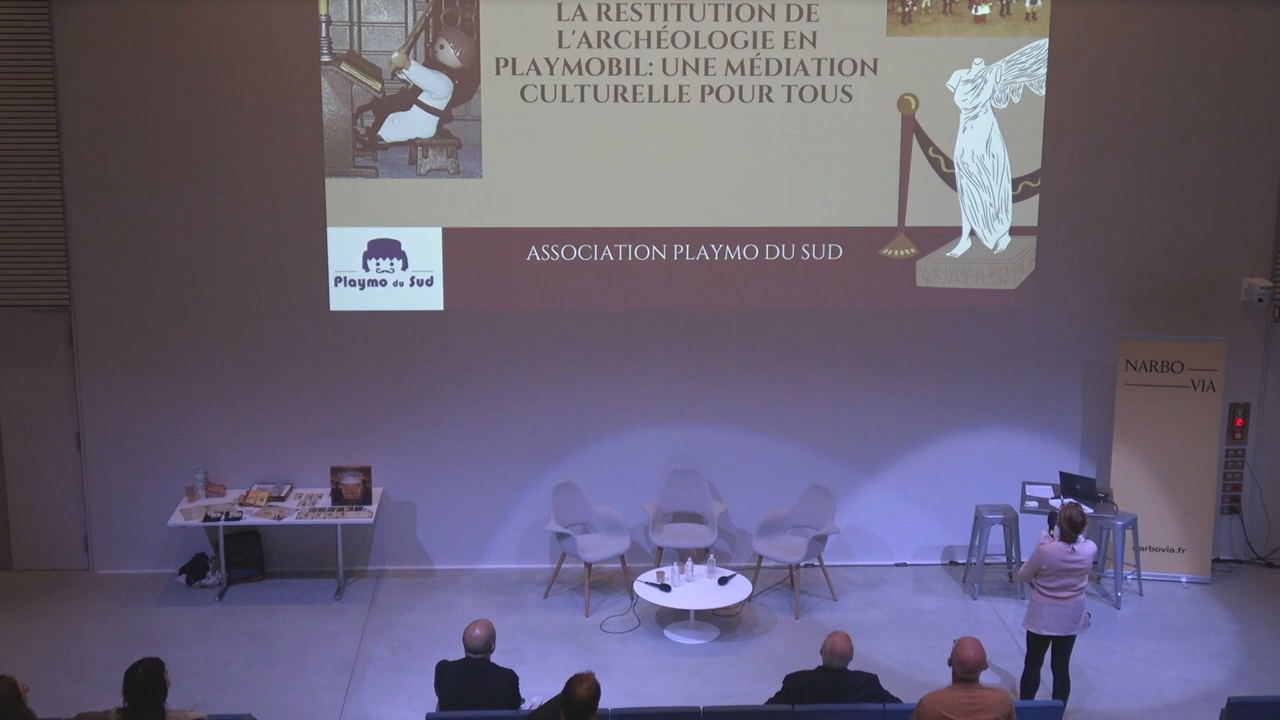 LA RESTITUTION DE
L'ARCHÉOLOGIE EN
PLAYMOBIL: UNE MÉDIATION
CULTURELLE POUR TOUS
ASSOCIATION PLAYMO DU SUD
Playmo du Sud
NARBO
VIA
narbovia.fr